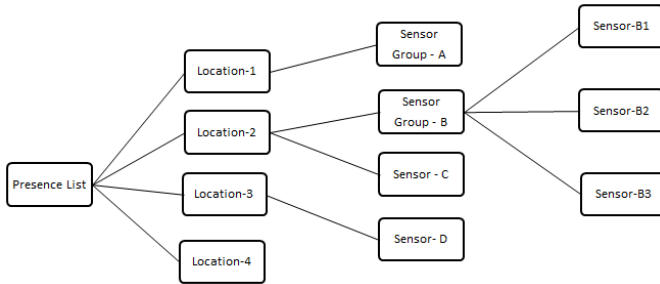 Presence List
Location-1
Location-2
Location-3
Location-4
Sensor
Group - A
Sensor
Group - B
Sensor - C
Sensor- D
Sensor-B1
Sensor-B2
Sensor-B3